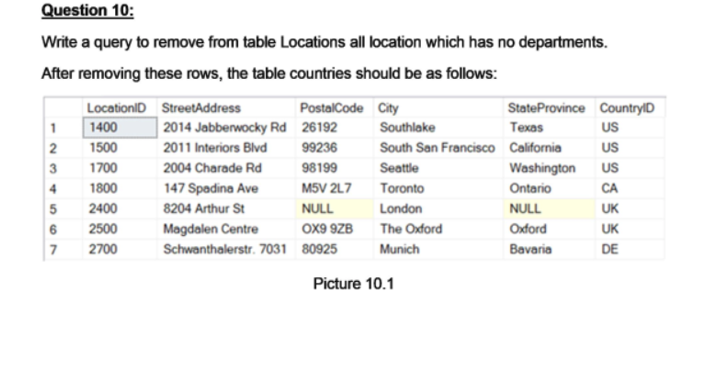 Question 10:
Write a query to remove from table Locations all location which has no departments.
After removing these rows, the table countries should be as follows:
LocationID StreetAddress PostalCode City StateProvince CountryID
1 1400 2014 Jabberwocky Rd 26192 Southlake Texas US
2 1500 2011 Interiors Blvd 99236 South San Francisco California US
3 1700 2004 Charade Rd 98199 Seattle Washington US
4 1800 147 Spadina Ave M5V 2L7 Toronto Ontario CA
5 2400 8204 Arthur St NULL London NULL UK
6 2500 Magdalen Centre OX9 9ZB The Oxford Oxford UK
7 2700 Schwanthalerstr. 7031 80925 Munich Bavaria DE
Picture 10.1